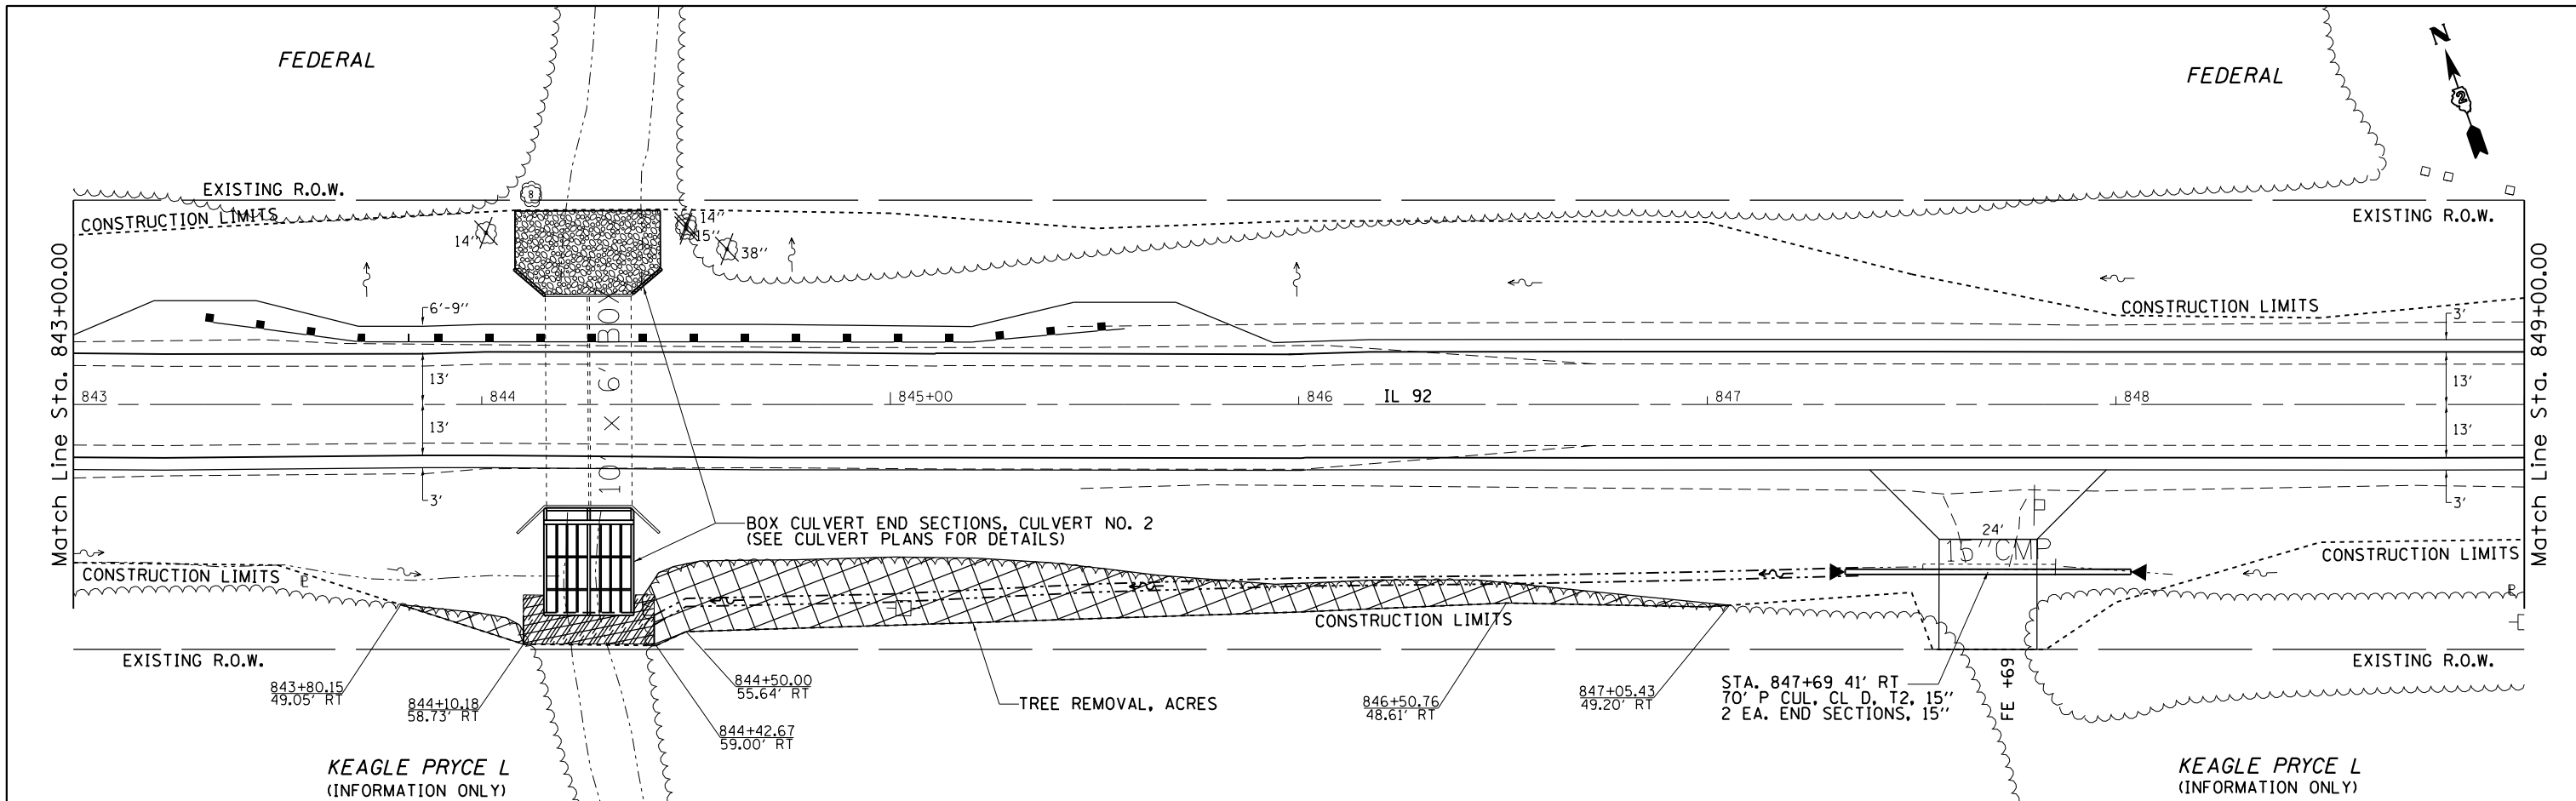 FEDERAL
FEDERAL
N
2
EXISTING R.O.W.
8
CONSTRUCTION LIMITS
14''
14''
15''
38''
EXISTING R.O.W.
CONSTRUCTION LIMITS
6'-9''
3'
Match Line Sta. 843+00.00
Match Line Sta. 849+00.00
13'
13'
843
844
845+00
846
IL 92
847
848
13'
13'
3'
3'
10' X 6' BOX
BOX CULVERT END SECTIONS, CULVERT NO. 2
(SEE CULVERT PLANS FOR DETAILS)
24'
15''CMP
CONSTRUCTION LIMITS
CONSTRUCTION LIMITS
CONSTRUCTION LIMITS
EXISTING R.O.W.
EXISTING R.O.W.
843+80.15
49.05' RT
844+10.18
58.73' RT
844+50.00
55.64' RT
844+42.67
59.00' RT
TREE REMOVAL, ACRES
846+50.76
48.61' RT
847+05.43
49.20' RT
STA. 847+69 41' RT
70' P CUL, CL D, T2, 15''
2 EA. END SECTIONS, 15''
FE +69
KEAGLE PRYCE L
(INFORMATION ONLY)
KEAGLE PRYCE L
(INFORMATION ONLY)